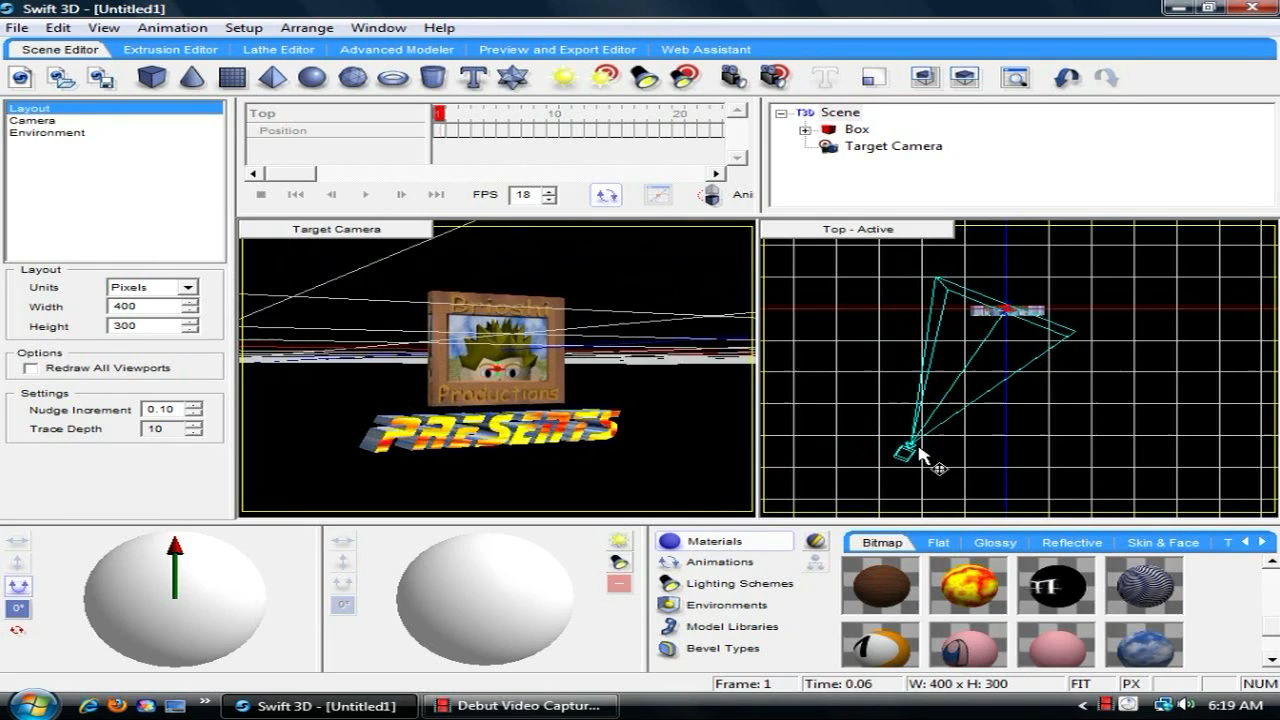 Swift 3D - [Untitled1]
File Edit View Animation Setup Arrange Window Help
Scene Editor Extrusion Editor Lathe Editor Advanced Modeler Preview and Export Editor Web Assistant
Layout
Camera
Environment
Top
Position
10 20
FPS 18 Ani
Scene
Box
Target Camera
Layout
Units Pixels
Width 400
Height 300
Options
Redraw All Viewports
Settings
Nudge Increment 0.10
Trace Depth 10
Target Camera
Brioshi
Productions
PRESENTS
Top - Active
0°
0°
Materials
Animations
Lighting Schemes
Environments
Model Libraries
Bevel Types
Bitmap Flat Glossy Reflective Skin & Face T
Frame: 1 Time: 0.06 W: 400 x H: 300 FIT PX NUM
Swift 3D - [Untitled1] Debut Video Captur... 6:19 AM